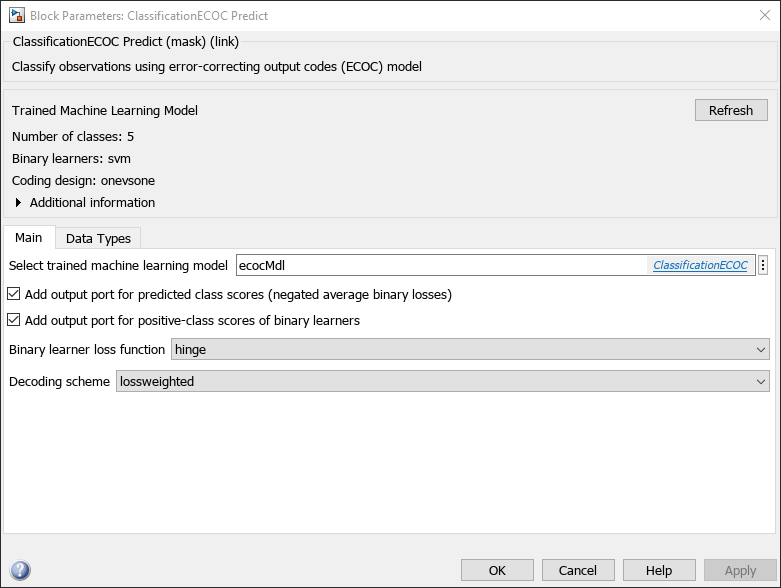 Block Parameters: ClassificationECOC Predict
ClassificationECOC Predict (mask) (link)
Classify observations using error-correcting output codes (ECOC) model
Trained Machine Learning Model
Refresh
Number of classes: 5
Binary learners: svm
Coding design: onevsone
Additional information
Main Data Types
Select trained machine learning model ecocMdl ClassificationECOC
Add output port for predicted class scores (negated average binary losses)
Add output port for positive-class scores of binary learners
Binary learner loss function hinge
Decoding scheme lossweighted
? OK Cancel Help Apply